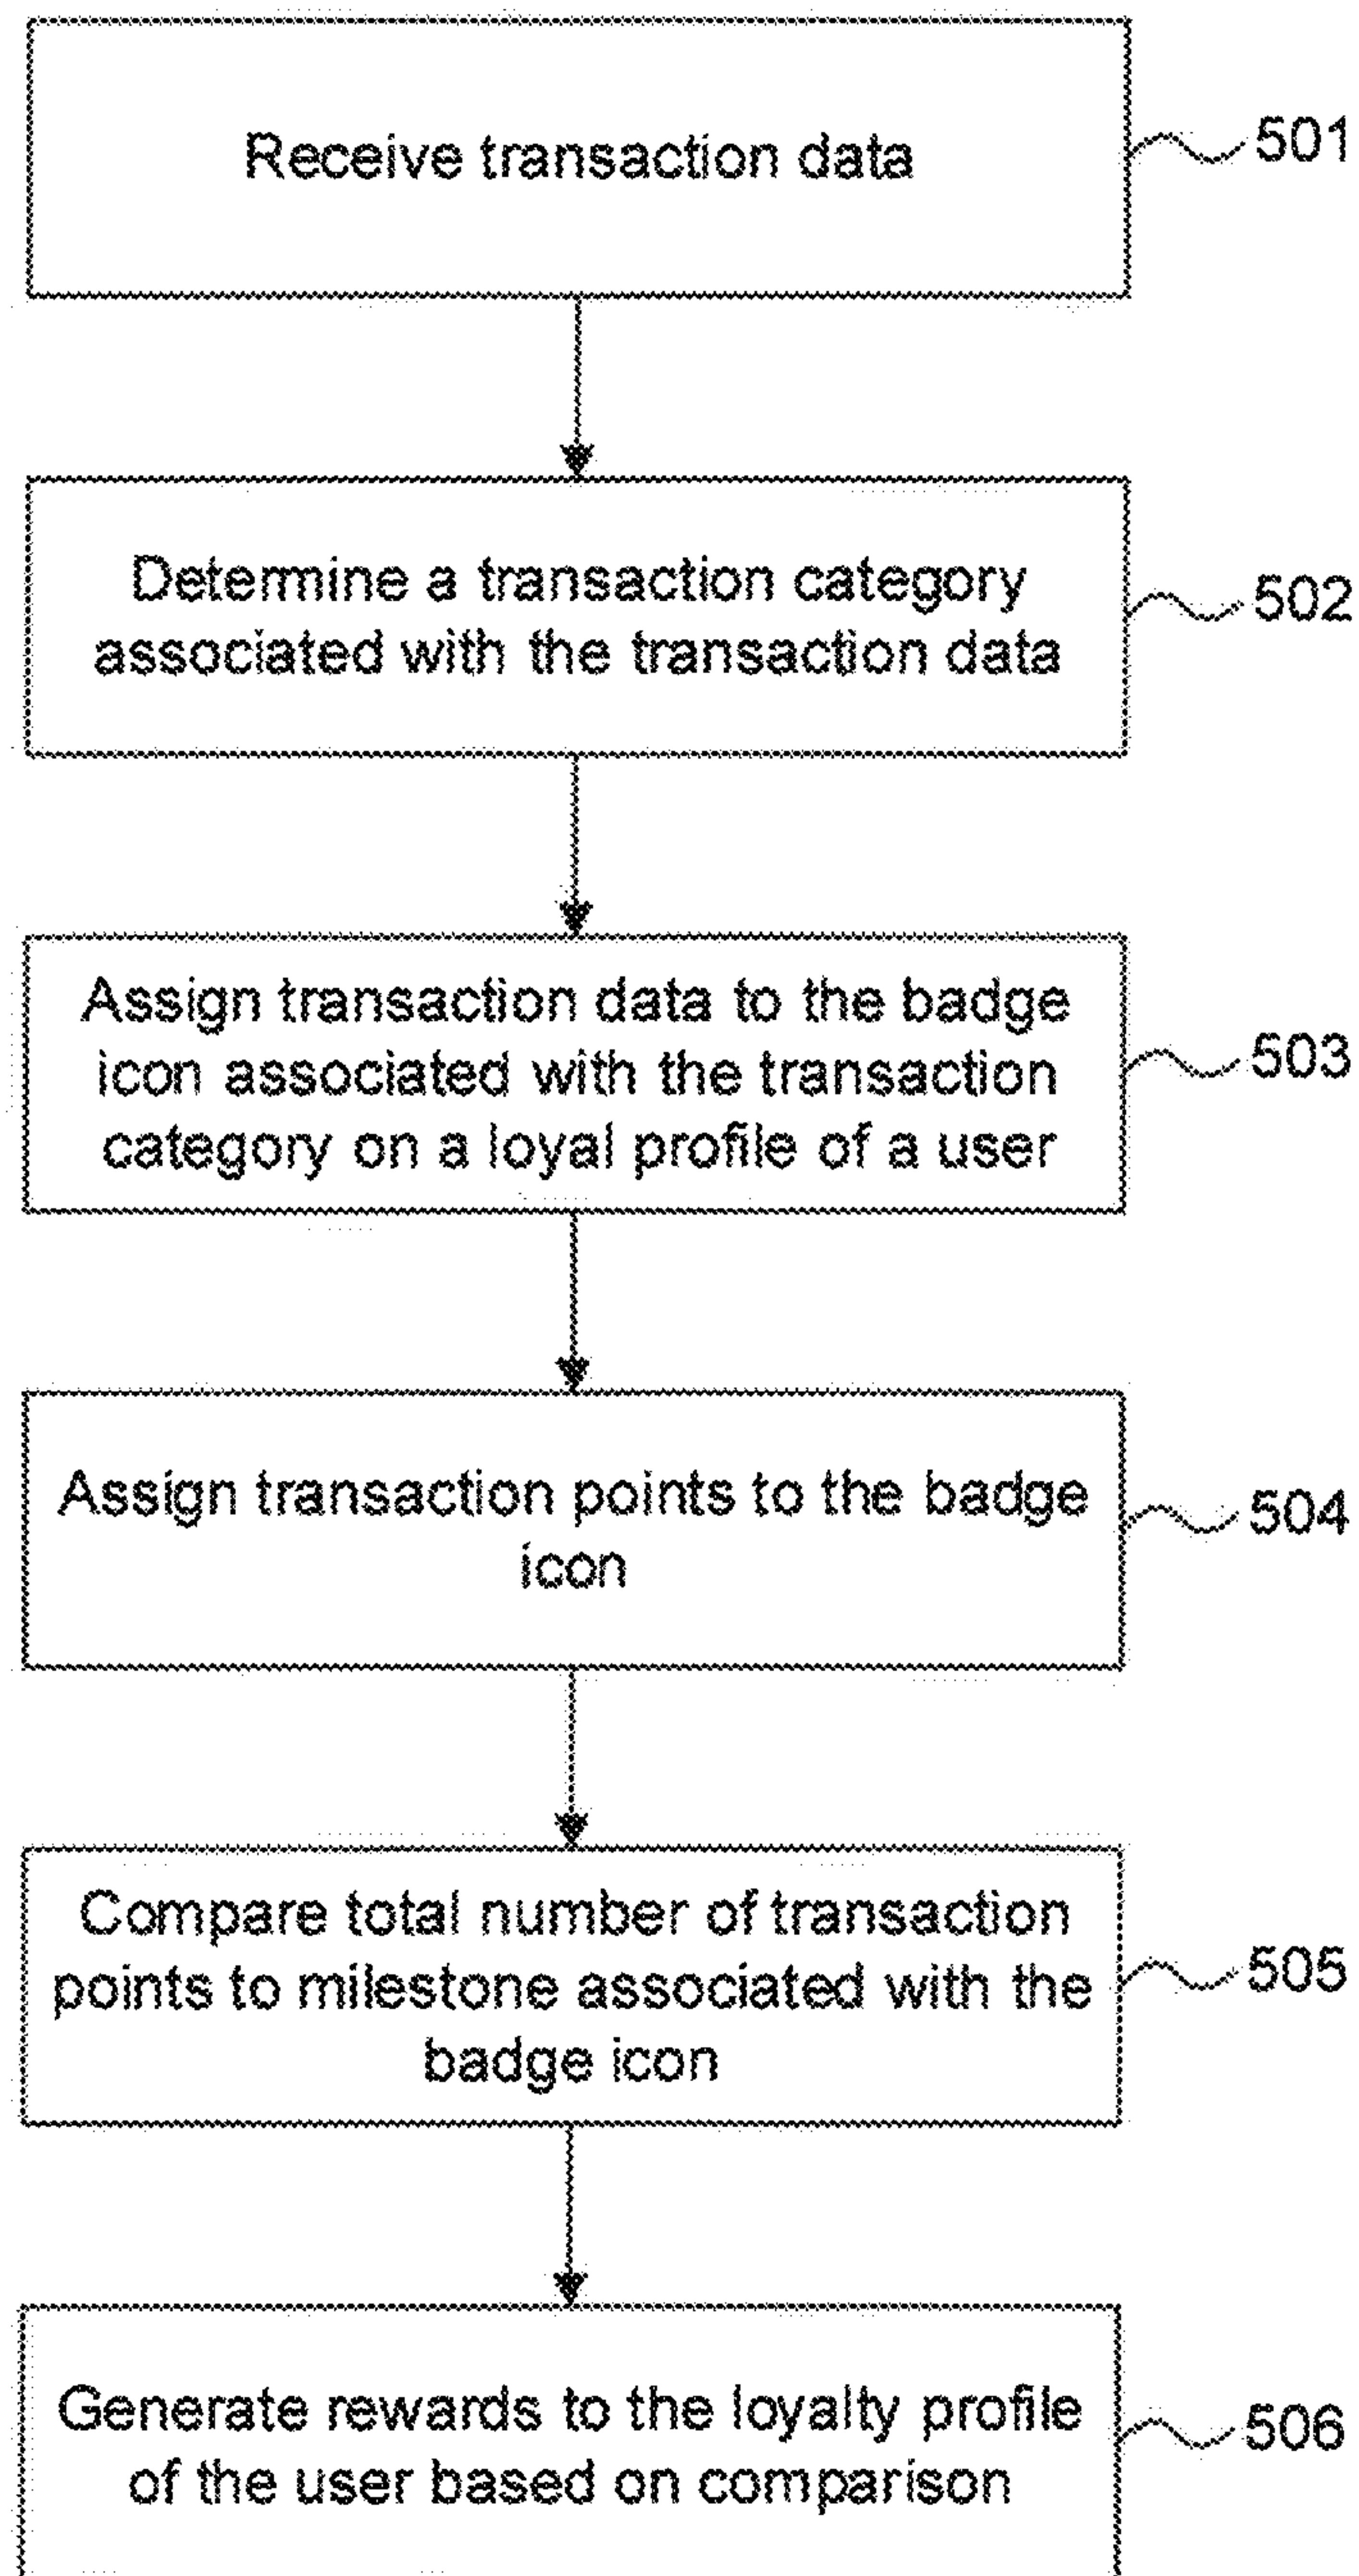 Receive transaction data
501
Determine a transaction category
associated with the transaction data
502
Assign transaction data to the badge
icon associated with the transaction
category on a loyal profile of a user
503
Assign transaction points to the badge
icon
504
Compare total number of transaction
points to milestone associated with the
badge icon
505
Generate rewards to the loyalty profile
of the user based on comparison
506